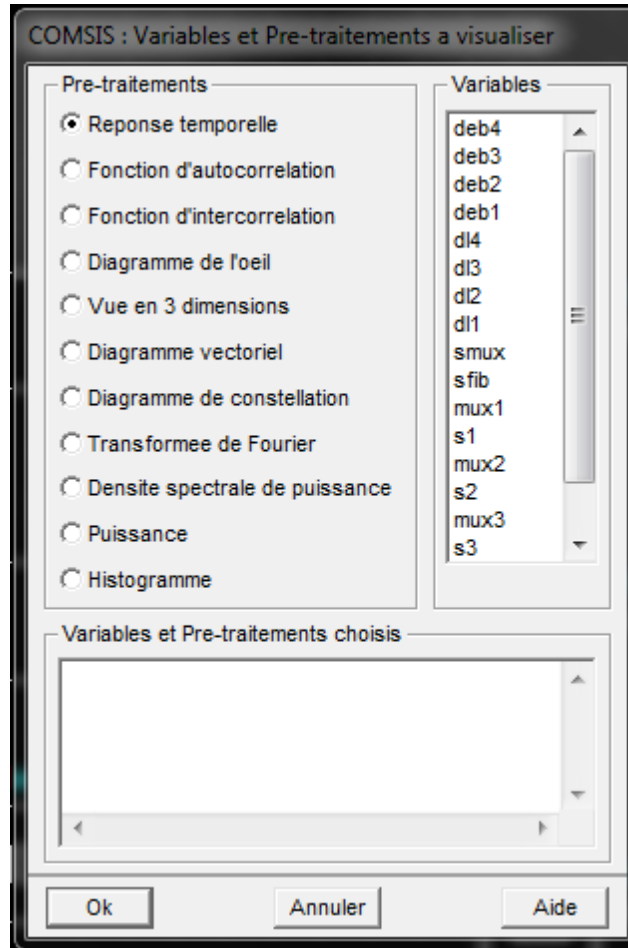 COMSIS : Variables et Pre-traitements a visualiser
Pre-traitements
Reponse temporelle
Fonction d'autocorrelation
Fonction d'intercorrelation
Diagramme de l'oeil
Vue en 3 dimensions
Diagramme vectoriel
Diagramme de constellation
Transformee de Fourier
Densite spectrale de puissance
Puissance
Histogramme
Variables
deb4
deb3
deb2
deb1
dl4
dl3
dl2
dl1
smux
sfib
mux1
s1
mux2
s2
mux3
s3
Variables et Pre-traitements choisis
Ok
Annuler
Aide